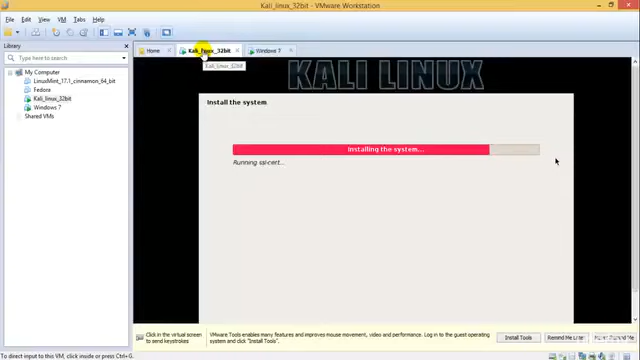 Kali_linux_32bit - VMware Workstation
File Edit View VM Tabs Help
Library
Type here to search
My Computer
LinuxMint_17.1_cinnamon_64_bit
Fedora
Kali_linux_32bit
Windows 7
Shared VMs
Home
Kali_linux_32bit
Windows 7
Kali_linux_32bit
KALI LINUX
Install the system
Installing the system...
Running ssl-cert...
Click in the virtual screen
to send keystrokes
VMware Tools enables many features and improves mouse movement, video and performance. Log in to the guest operating
system and click "Install Tools".
Install Tools
Remind Me Later
Never Remind Me
To direct input to this VM, click inside or press Ctrl+G.